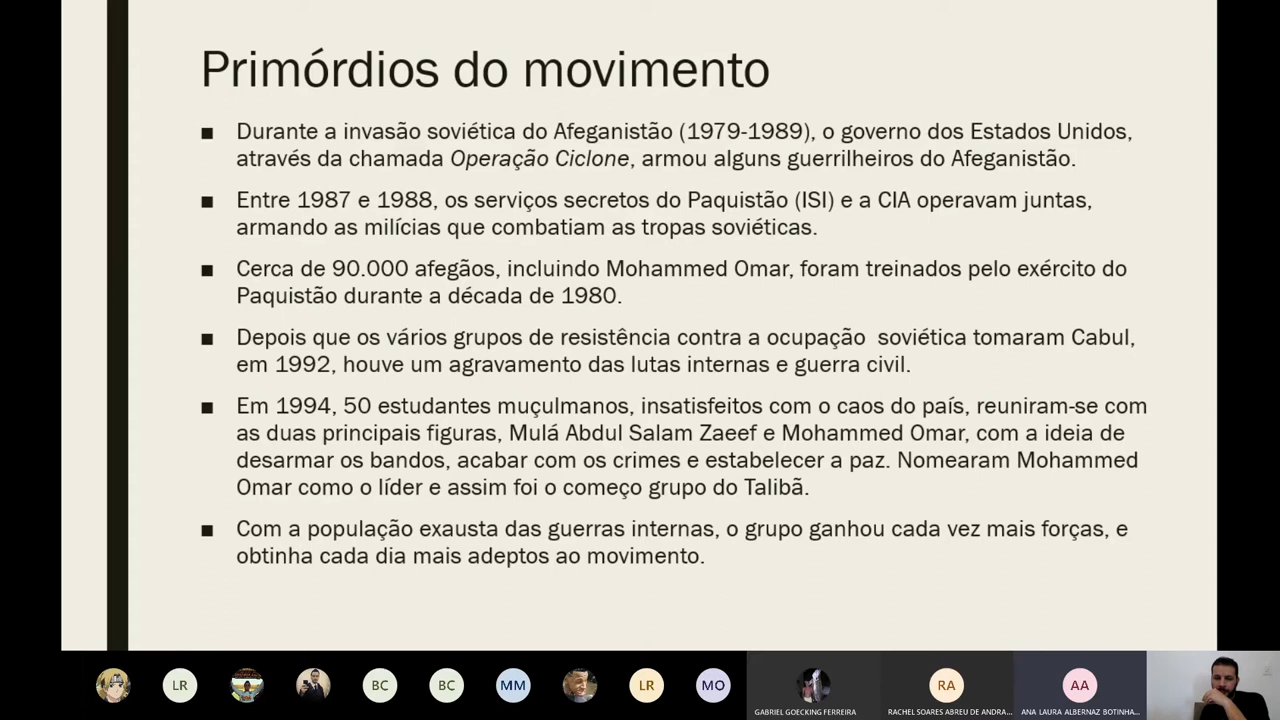 Primórdios do movimento
■ Durante a invasão soviética do Afeganistão (1979-1989), o governo dos Estados Unidos,
através da chamada Operação Ciclone, armou alguns guerrilheiros do Afeganistão.
■ Entre 1987 e 1988, os serviços secretos do Paquistão (ISI) e a CIA operavam juntas,
armando as milícias que combatiam as tropas soviéticas.
■ Cerca de 90.000 afegãos, incluindo Mohammed Omar, foram treinados pelo exército do
Paquistão durante a década de 1980.
■ Depois que os vários grupos de resistência contra a ocupação  soviética tomaram Cabul,
em 1992, houve um agravamento das lutas internas e guerra civil.
■ Em 1994, 50 estudantes muçulmanos, insatisfeitos com o caos do país, reuniram-se com
as duas principais figuras, Mulá Abdul Salam Zaeef e Mohammed Omar, com a ideia de
desarmar os bandos, acabar com os crimes e estabelecer a paz. Nomearam Mohammed
Omar como o líder e assim foi o começo grupo do Talibã.
■ Com a população exausta das guerras internas, o grupo ganhou cada vez mais forças, e
obtinha cada dia mais adeptos ao movimento.
LR BC BC MM LR MO RA AA
GABRIEL GOECKING FERREIRA RACHEL SOARES ABREU DE ANDRA... ANA LAURA ALBERNAZ BOTINHA...